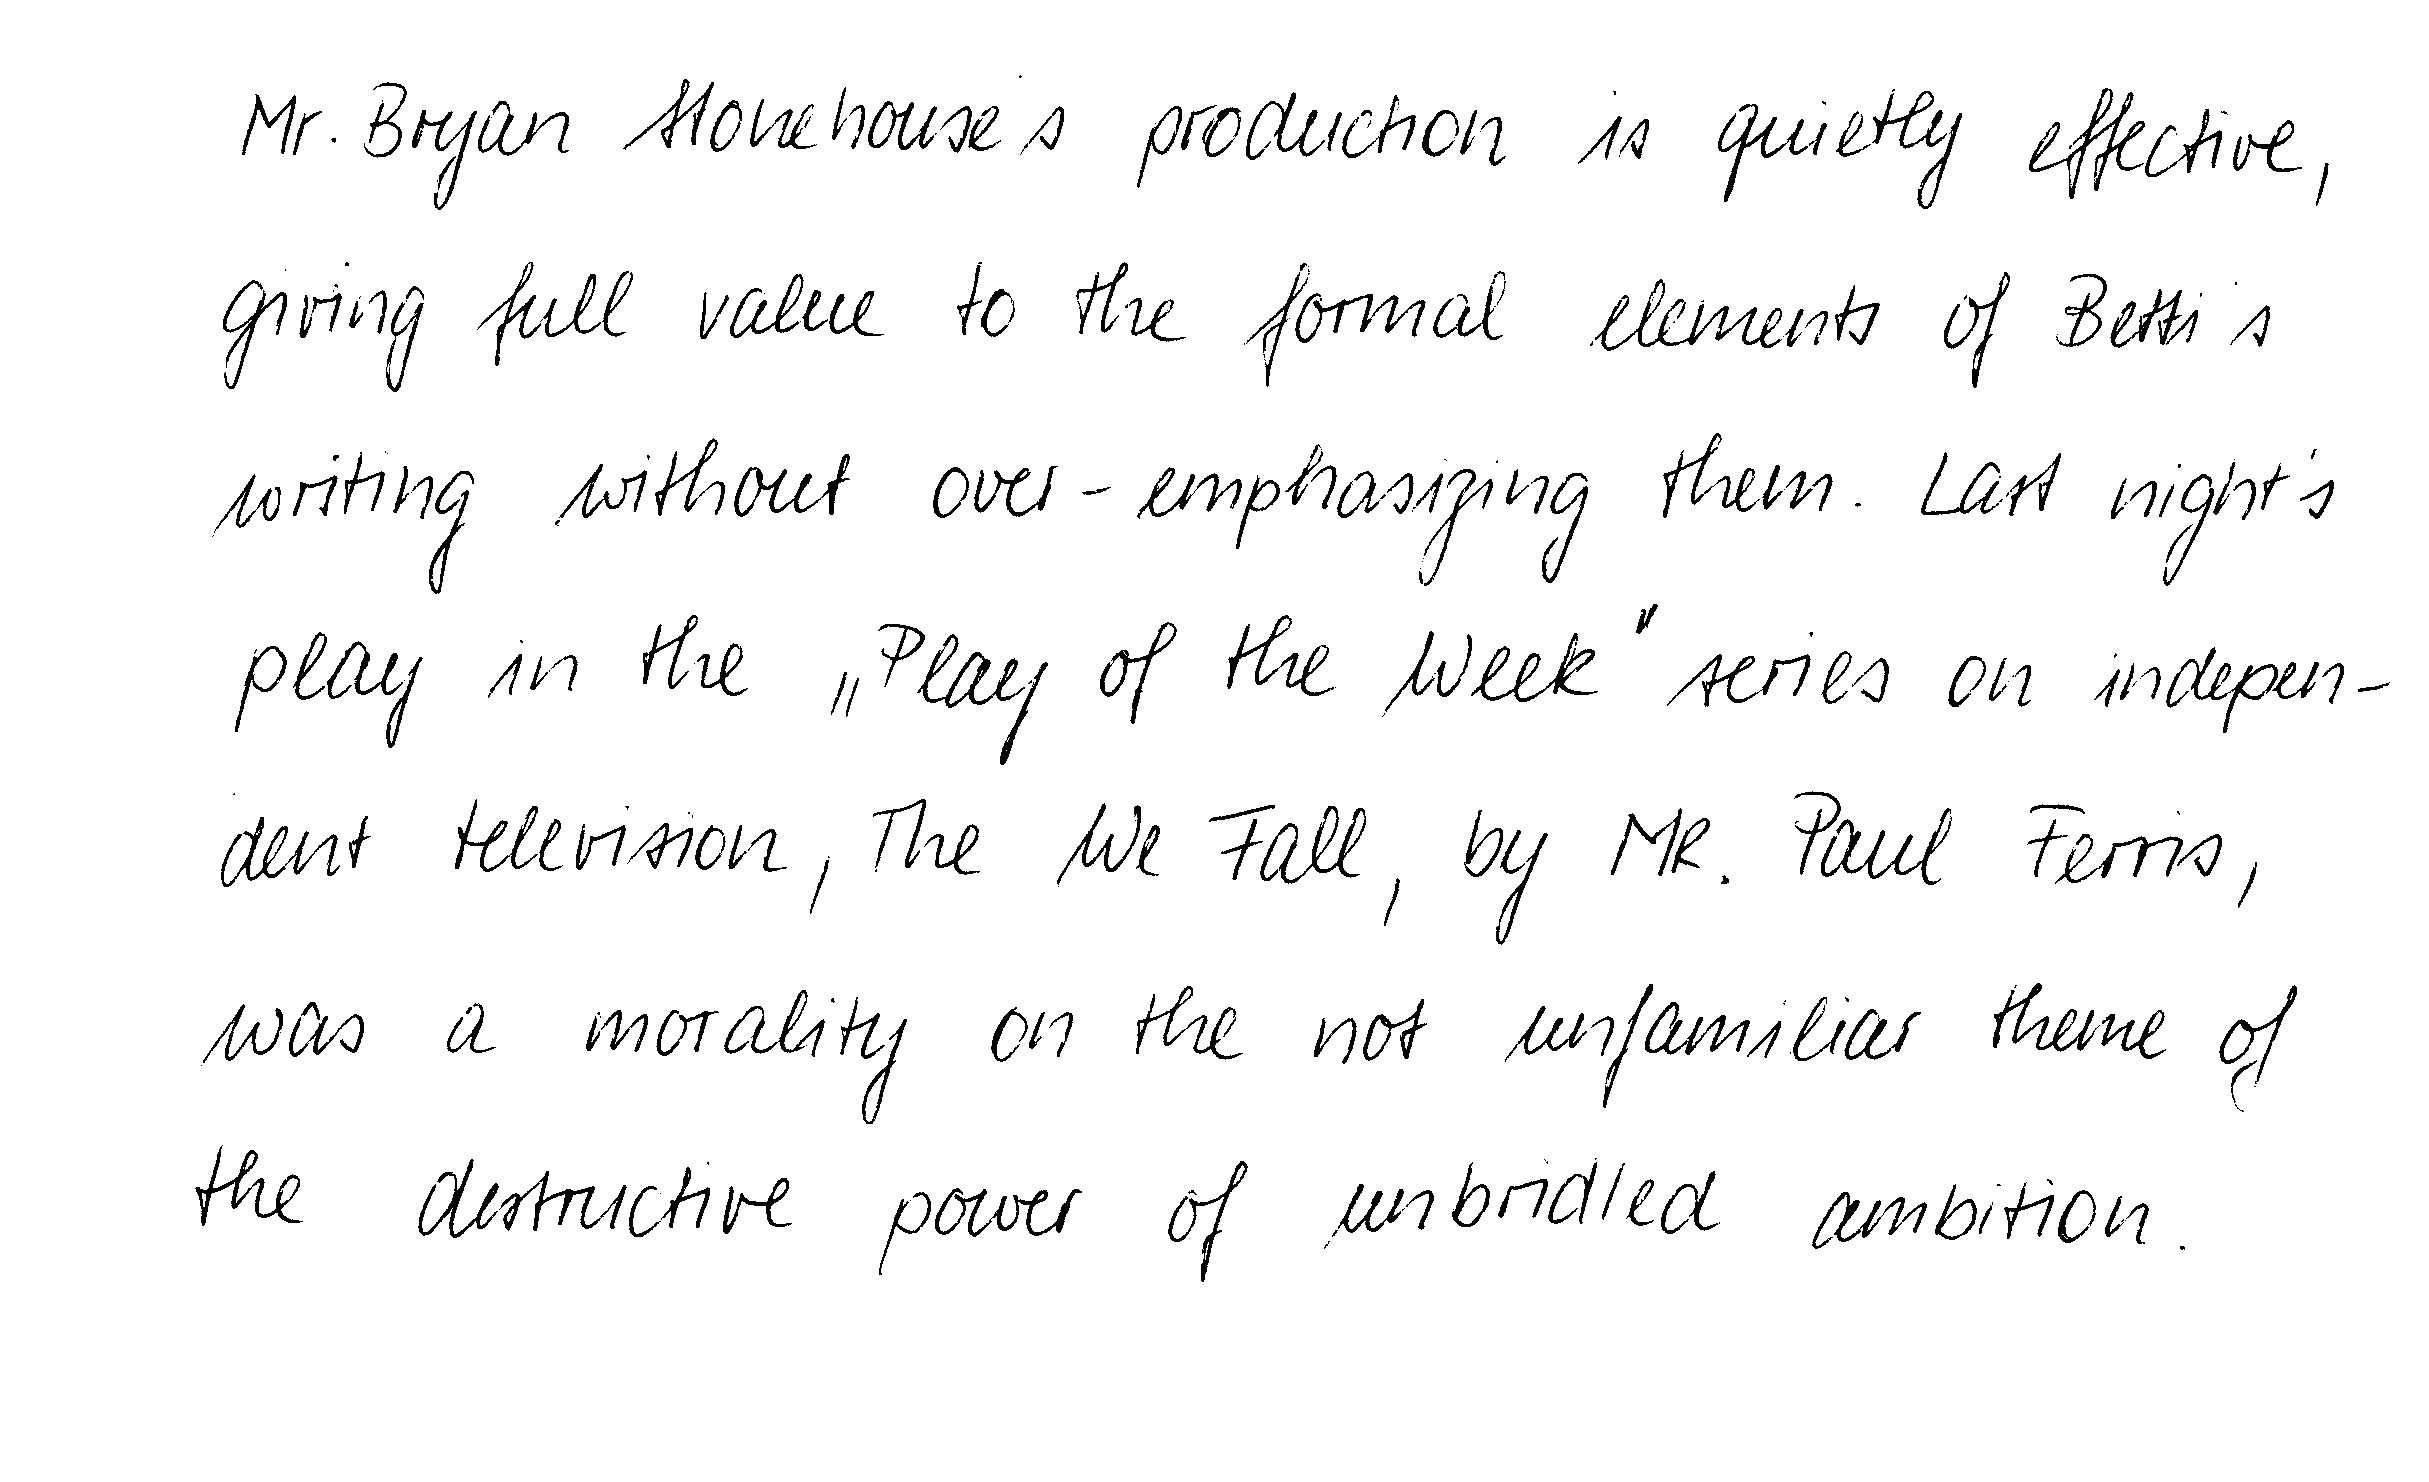 Mr. Bryan Stonehouse's production is quietly effective,
giving full value to the formal elements of Betti's
writing without over-emphasizing them. Last night's
play in the „Play of the Week" series on indepen-
dent television, The We Fall, by MR. Paul Ferris,
was a morality on the not unfamiliar theme of
the destructive power of unbridled ambition.